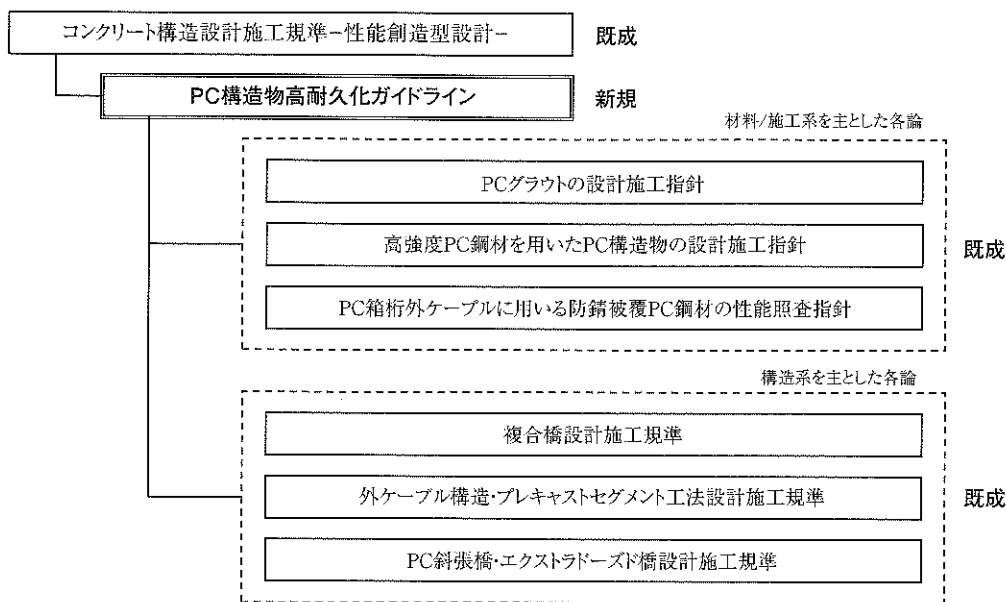 コンクリート構造設計施工規準-性能創造型設計-
既成
PC構造物高耐久化ガイドライン
新規
材料/施工系を主とした各論
PCグラウトの設計施工指針
高強度PC鋼材を用いたPC構造物の設計施工指針
既成
PC箱桁外ケーブルに用いる防錆被覆PC鋼材の性能照査指針
構造系を主とした各論
複合橋設計施工規準
外ケーブル構造・プレキャストセグメント工法設計施工規準
既成
PC斜張橋・エクストラドーズド橋設計施工規準